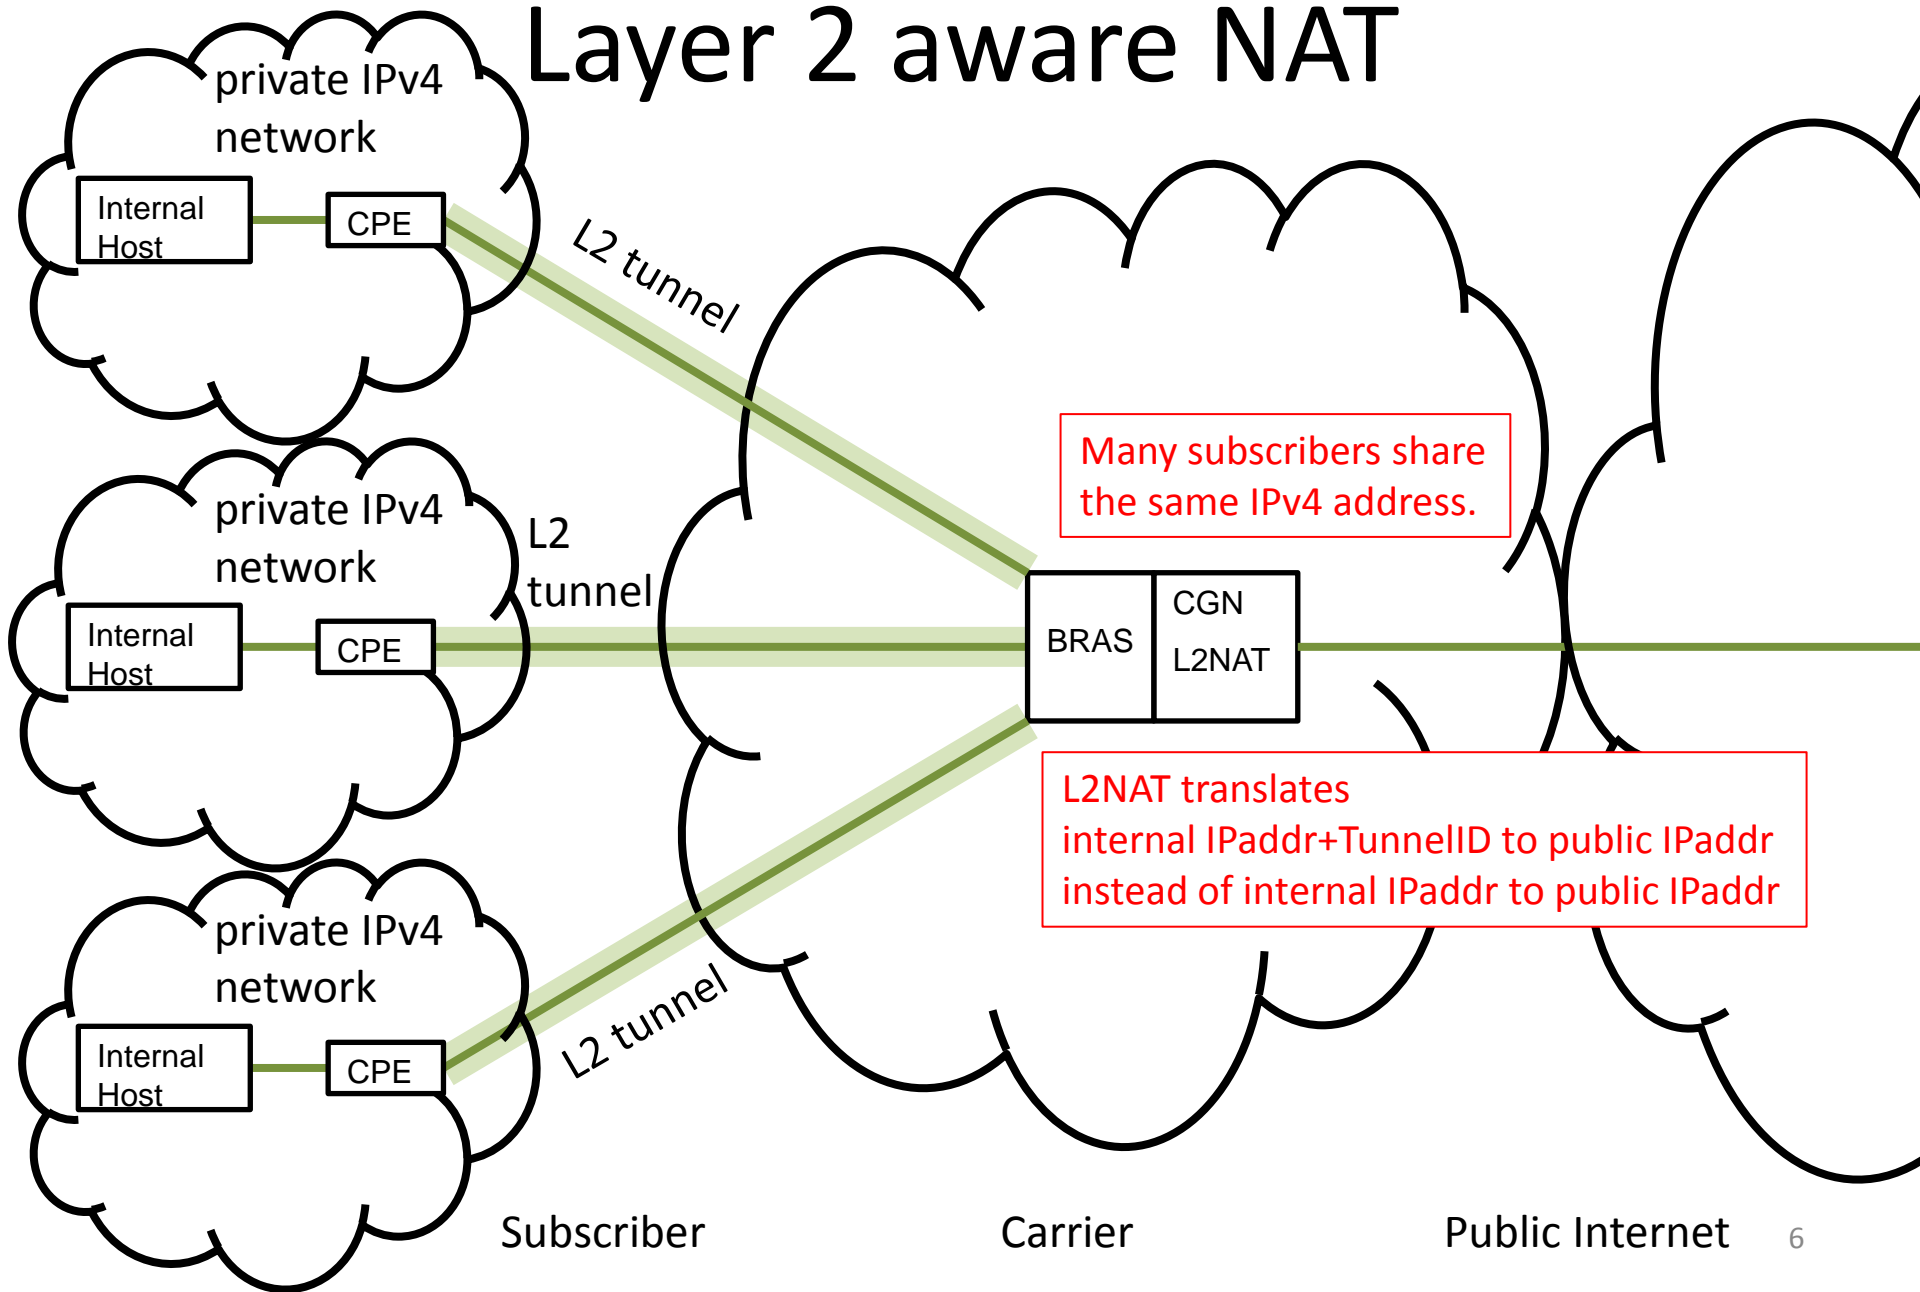 Layer 2 aware NAT
private IPv4
network
Internal
Host
CPE
L2 tunnel
Many subscribers share
the same IPv4 address.
private IPv4
network
Internal
Host
CPE
L2
tunnel
BRAS
CGN
L2NAT
L2NAT translates
internal IPaddr+TunnelID to public IPaddr
instead of internal IPaddr to public IPaddr
private IPv4
network
Internal
Host
CPE
L2 tunnel
Subscriber
Carrier
Public Internet
6